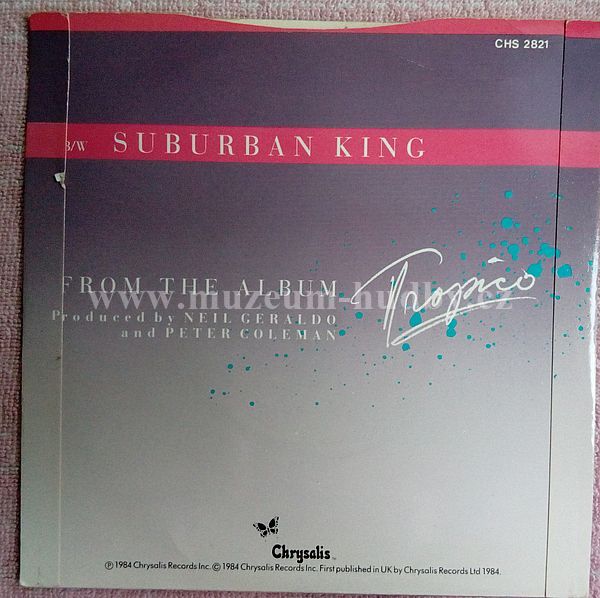 CHS 2821
B/W SUBURBAN KING
FROM THE ALBUM Tropico
Produced by NEIL GERALDO
and PETER COLEMAN
www.muzeum-hudby.cz
Chrysalis
℗ 1984 Chrysalis Records Inc. © 1984 Chrysalis Records Inc. First published in UK by Chrysalis Records Ltd 1984.